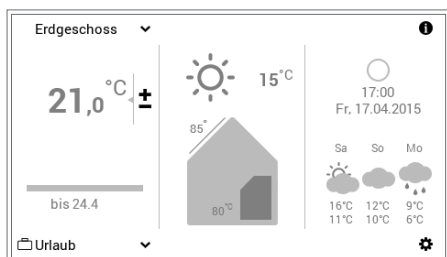 Erdgeschoss
21,0 °C ±
bis 24.4
Urlaub
15°C
85°
80°C
17:00
Fr, 17.04.2015
Sa So Mo
16°C 12°C 9°C
11°C 10°C 6°C